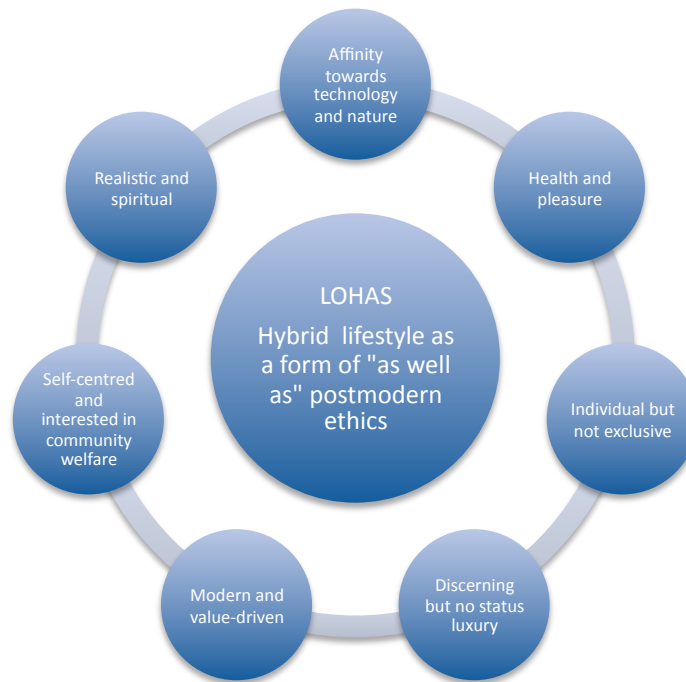 Affinity
towards
technology
and nature
Health and
pleasure
Individual but
not exclusive
Discerning
but no status
luxury
Modern and
value-driven
Self-centred
and
interested in
community
welfare
Realistic and
spiritual
LOHAS
Hybrid lifestyle as
a form of "as well
as" postmodern
ethics